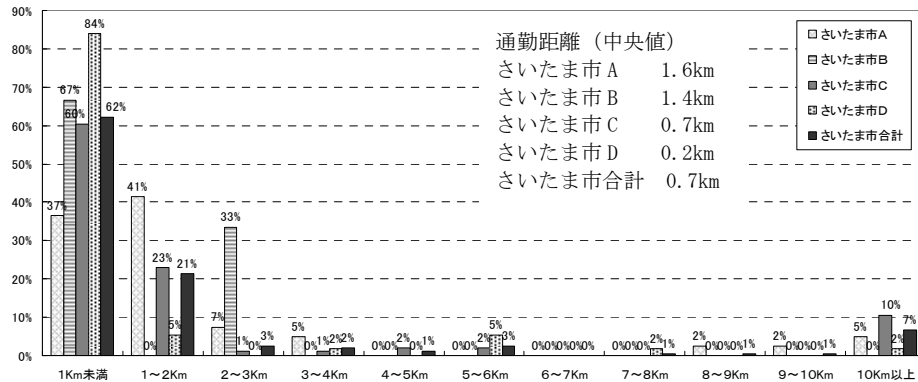 90%
80%
70%
60%
50%
40%
30%
20%
10%
0%
通勤距離（中央値）
さいたま市A 1.6km
さいたま市B 1.4km
さいたま市C 0.7km
さいたま市D 0.2km
さいたま市合計 0.7km
さいたま市A
さいたま市B
さいたま市C
さいたま市D
さいたま市合計
37% 67% 60% 84% 62%
41% 0% 23% 5% 21%
7% 33% 1% 0% 3%
5% 0% 1% 2% 2%
0% 0% 2% 0% 1%
0% 0% 2% 5% 3%
0% 0% 0% 0% 0%
0% 0% 0% 2% 1%
2% 0% 0% 0% 1%
2% 0% 0% 0% 1%
5% 0% 10% 2% 7%
1Km未満 1～2Km 2～3Km 3～4Km 4～5Km 5～6Km 6～7Km 7～8Km 8～9Km 9～10Km 10Km以上